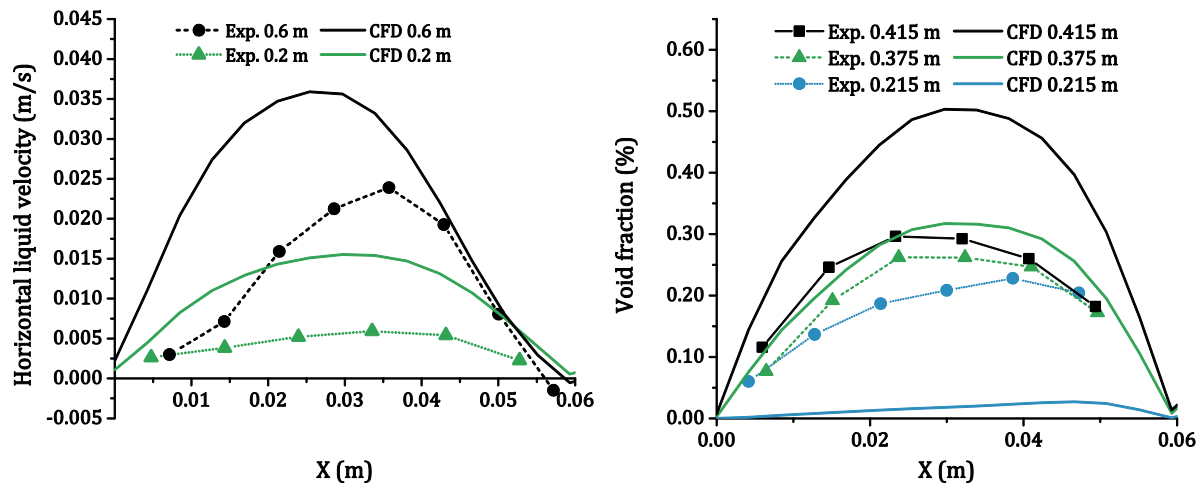 Exp. 0.6 m CFD 0.6 m
Exp. 0.2 m CFD 0.2 m
Horizontal liquid velocity (m/s)
0.045
0.040
0.035
0.030
0.025
0.020
0.015
0.010
0.005
0.000
-0.005
0.01 0.02 0.03 0.04 0.05 0.06
X (m)
Exp. 0.415 m CFD 0.415 m
Exp. 0.375 m CFD 0.375 m
Exp. 0.215 m CFD 0.215 m
Void fraction (%)
0.60
0.50
0.40
0.30
0.20
0.10
0.00
0.00 0.02 0.04 0.06
X (m)